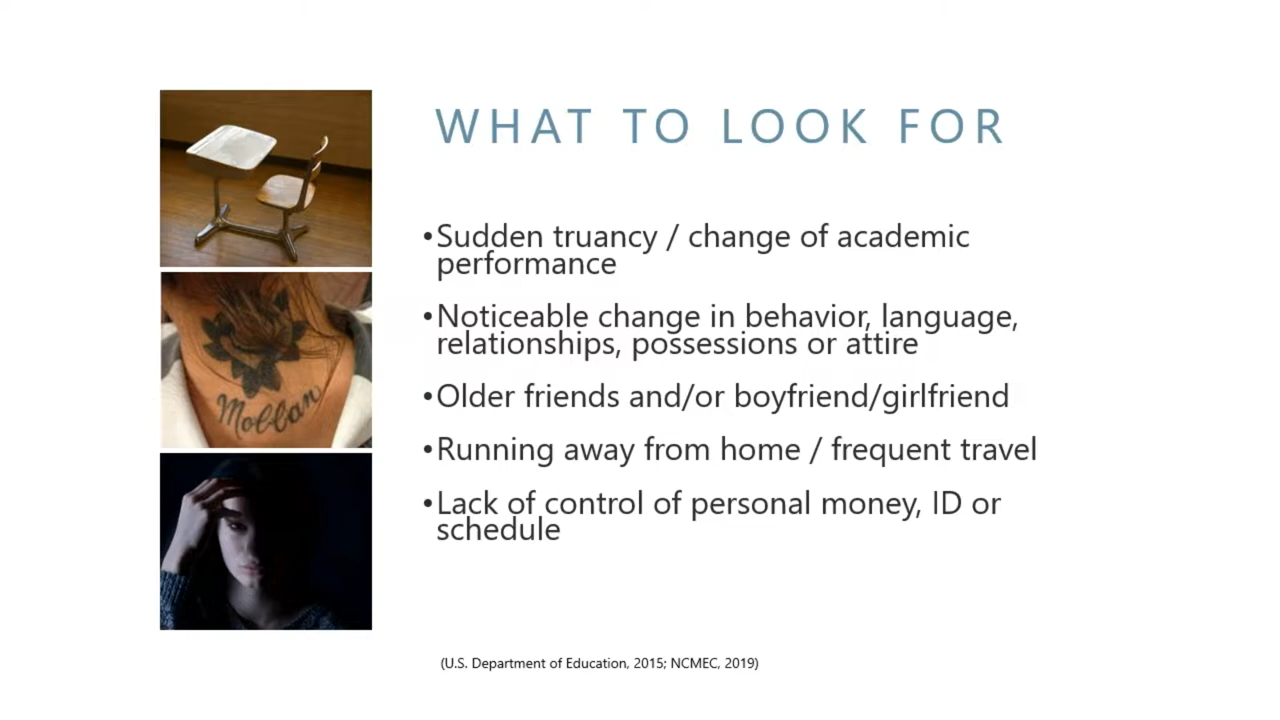 WHAT TO LOOK FOR
•Sudden truancy / change of academic
performance
•Noticeable change in behavior, language,
relationships, possessions or attire
•Older friends and/or boyfriend/girlfriend
•Running away from home / frequent travel
•Lack of control of personal money, ID or
schedule
(U.S. Department of Education, 2015; NCMEC, 2019)